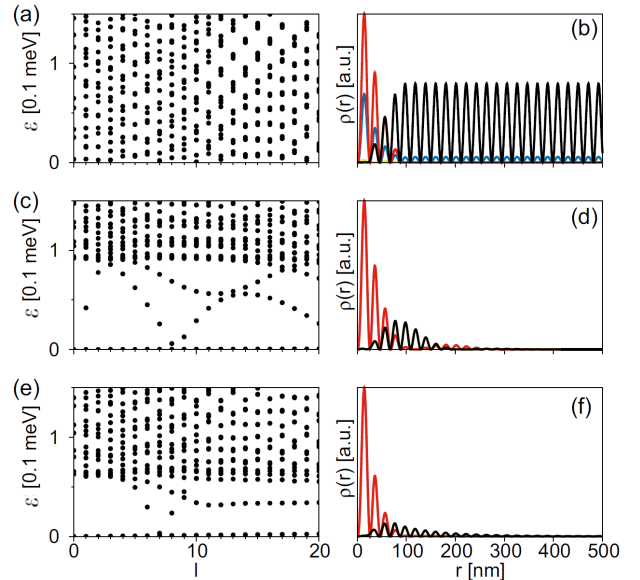 (a)
ε [0.1 meV]
1
0
(b)
ρ(r) [a.u.]
(c)
ε [0.1 meV]
1
0
(d)
ρ(r) [a.u.]
(e)
ε [0.1 meV]
1
0
0 10 20
l
(f)
ρ(r) [a.u.]
0 100 200 300 400 500
r [nm]